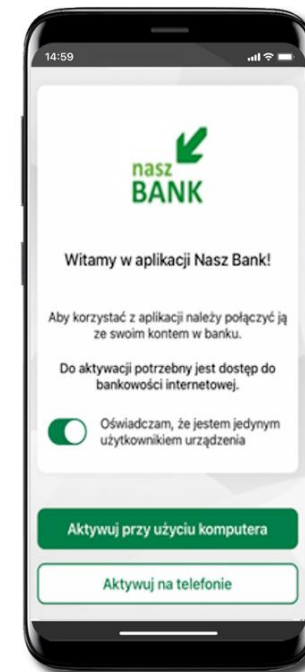 14:59
nasz
BANK
Witamy w aplikacji Nasz Bank!
Aby korzystać z aplikacji należy połączyć ją
ze swoim kontem w banku.
Do aktywacji potrzebny jest dostęp do
bankowości internetowej.
Oświadczam, że jestem jedynym
użytkownikiem urządzenia
Aktywuj przy użyciu komputera
Aktywuj na telefonie